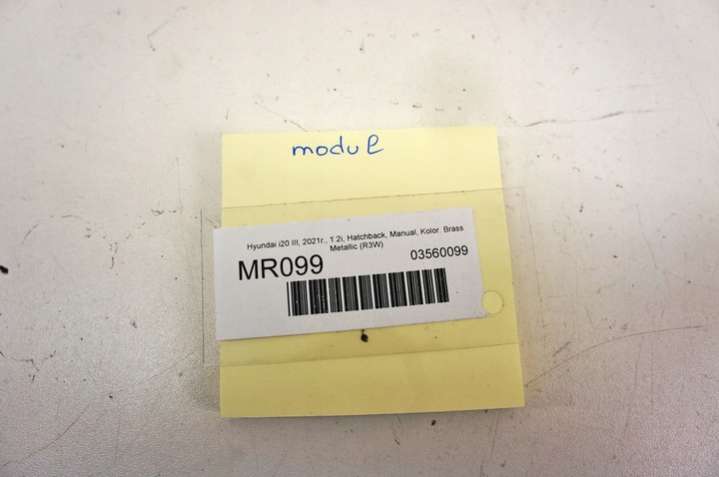 modul
Hyundai i20 III, 2021r., 1.2i, Hatchback, Manual, Kolor: Brass
Metallic (R3W)
MR099 03560099